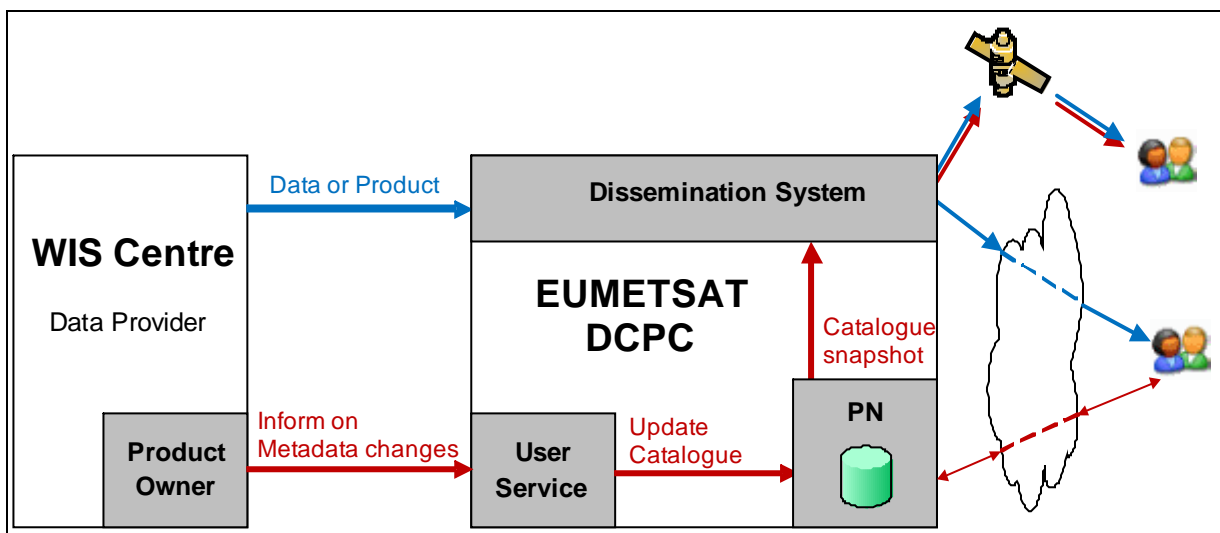 Data or Product
Dissemination System
WIS Centre
Data Provider
EUMETSAT
DCPC
Catalogue
snapshot
Product
Owner
Inform on
Metadata changes
User
Service
Update
Catalogue
PN